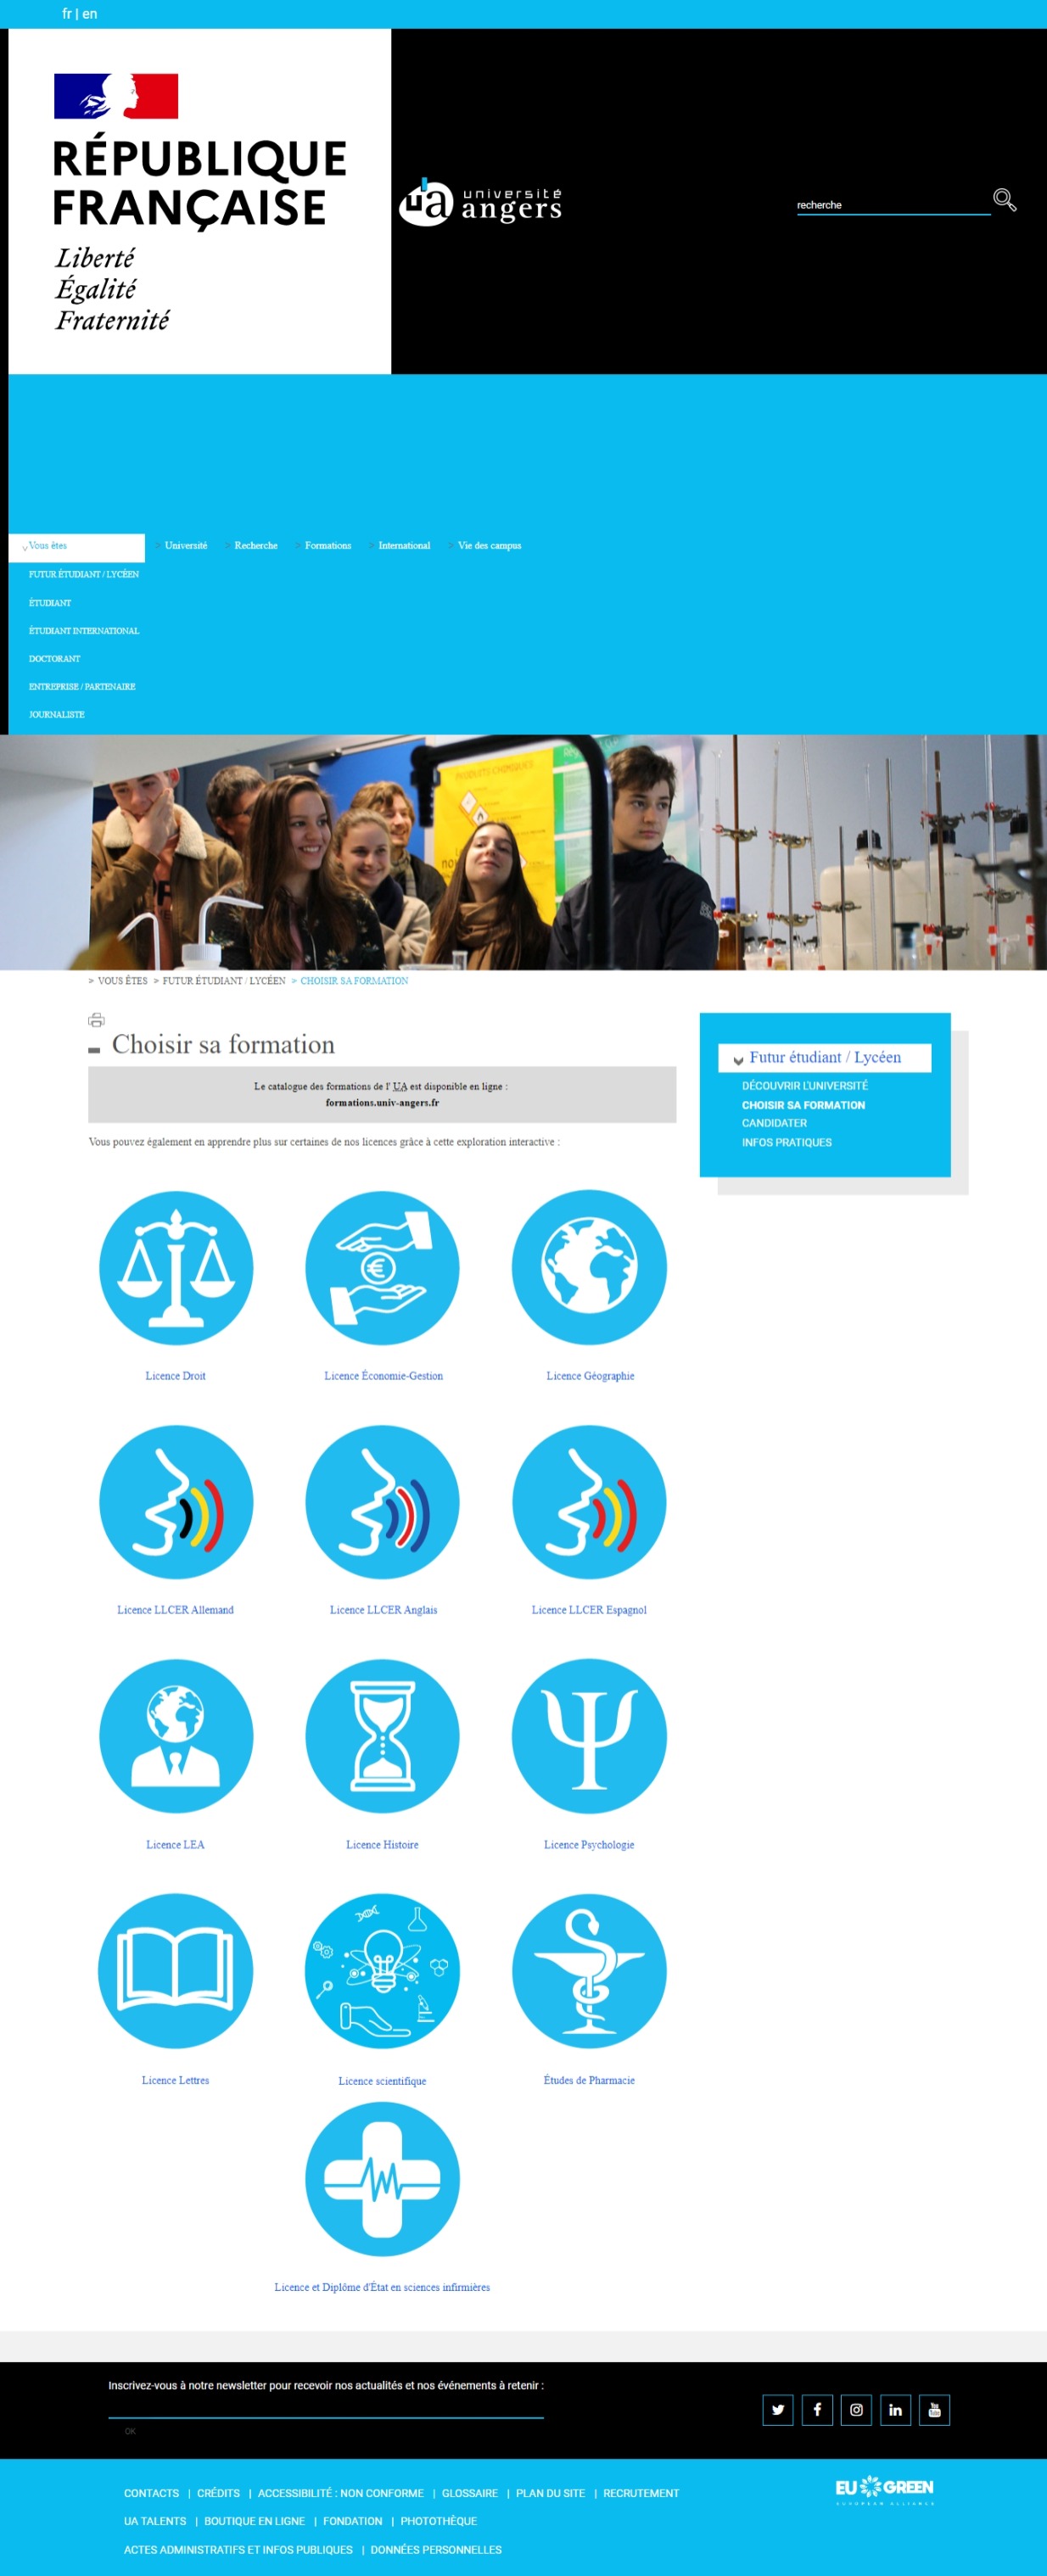 fr | en
RÉPUBLIQUE
FRANÇAISE
Liberté
Égalité
Fraternité
ua université
angers
recherche
Vous êtes > Université > Recherche > Formations > International > Vie des campus
FUTUR ÉTUDIANT / LYCÉEN
ÉTUDIANT
ÉTUDIANT INTERNATIONAL
DOCTORANT
ENTREPRISE / PARTENAIRE
JOURNALISTE
PRODUITS CHIMIQUES
> VOUS ÊTES > FUTUR ÉTUDIANT / LYCÉEN > CHOISIR SA FORMATION
Choisir sa formation
Le catalogue des formations de l' UA est disponible en ligne :
formations.univ-angers.fr
Vous pouvez également en apprendre plus sur certaines de nos licences grâce à cette exploration interactive :
Futur étudiant / Lycéen
DÉCOUVRIR L'UNIVERSITÉ
CHOISIR SA FORMATION
CANDIDATER
INFOS PRATIQUES
Licence Droit
Licence Économie-Gestion
Licence Géographie
Licence LLCER Allemand
Licence LLCER Anglais
Licence LLCER Espagnol
Licence LEA
Licence Histoire
Licence Psychologie
Licence Lettres
Licence scientifique
Études de Pharmacie
Licence et Diplôme d'État en sciences infirmières
Inscrivez-vous à notre newsletter pour recevoir nos actualités et nos événements à retenir :
OK
CONTACTS | CRÉDITS | ACCESSIBILITÉ : NON CONFORME | GLOSSAIRE | PLAN DU SITE | RECRUTEMENT
UA TALENTS | BOUTIQUE EN LIGNE | FONDATION | PHOTOTHÈQUE
ACTES ADMINISTRATIFS ET INFOS PUBLIQUES | DONNÉES PERSONNELLES
EU GREEN
EUROPEAN ALLIANCE